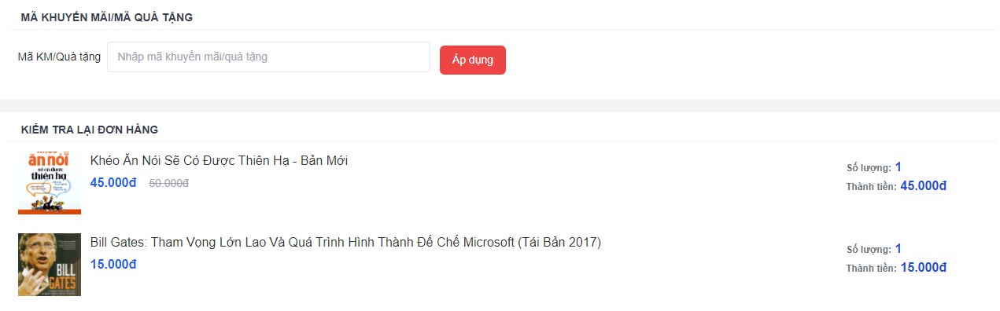 MÃ KHUYẾN MÃI/MÃ QUÀ TẶNG
Mã KM/Quà tặng
Nhập mã khuyến mãi/quà tặng
Áp dụng
KIỂM TRA LẠI ĐƠN HÀNG
ăn nói
sẽ có được
thiên hạ
Khéo Ăn Nói Sẽ Có Được Thiên Hạ - Bản Mới
45.000đ 50.000đ
Số lượng: 1
Thành tiền: 45.000đ
BILL
GATES
Bill Gates: Tham Vọng Lớn Lao Và Quá Trình Hình Thành Đế Chế Microsoft (Tái Bản 2017)
15.000đ
Số lượng: 1
Thành tiền: 15.000đ